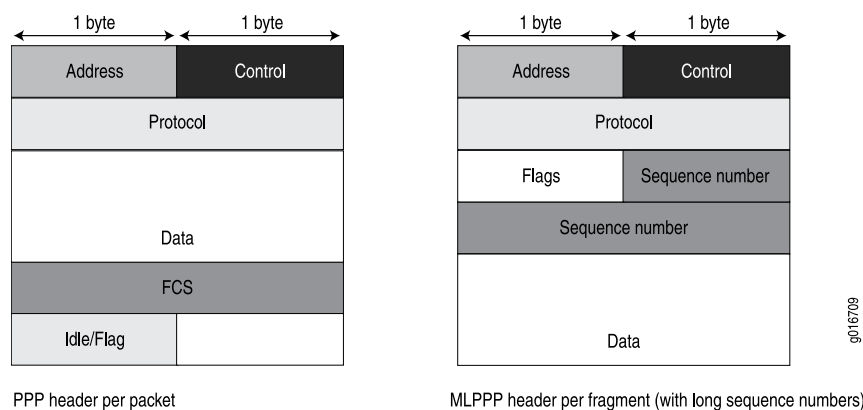 1 byte 1 byte
Address Control
Protocol
Data
FCS
Idle/Flag
PPP header per packet
1 byte 1 byte
Address Control
Protocol
Flags Sequence number
Sequence number
Data
MLPPP header per fragment (with long sequence numbers)
g016709